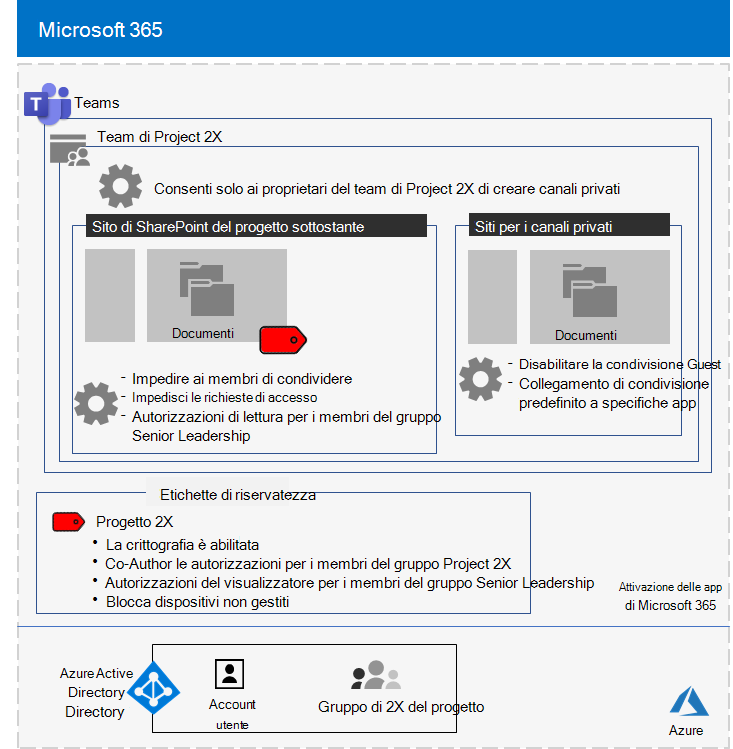 Microsoft 365
T
Teams
Team di Project 2X
Consenti solo ai proprietari del team di Project 2X di creare canali privati
Sito di SharePoint del progetto sottostante
Documenti
- Impedire ai membri di condividere
- Impedisci le richieste di accesso
- Autorizzazioni di lettura per i membri del gruppo
Senior Leadership
Siti per i canali privati
Documenti
- Disabilitare la condivisione Guest
- Collegamento di condivisione
predefinito a specifiche app
Etichette di riservatezza
Progetto 2X
• La crittografia è abilitata
• Co-Author le autorizzazioni per i membri del gruppo Project 2X
• Autorizzazioni del visualizzatore per i membri del gruppo Senior Leadership
• Blocca dispositivi non gestiti
Attivazione delle app
di Microsoft 365
Azure Active
Directory
Directory
Account
utente
Gruppo di 2X del progetto
Azure